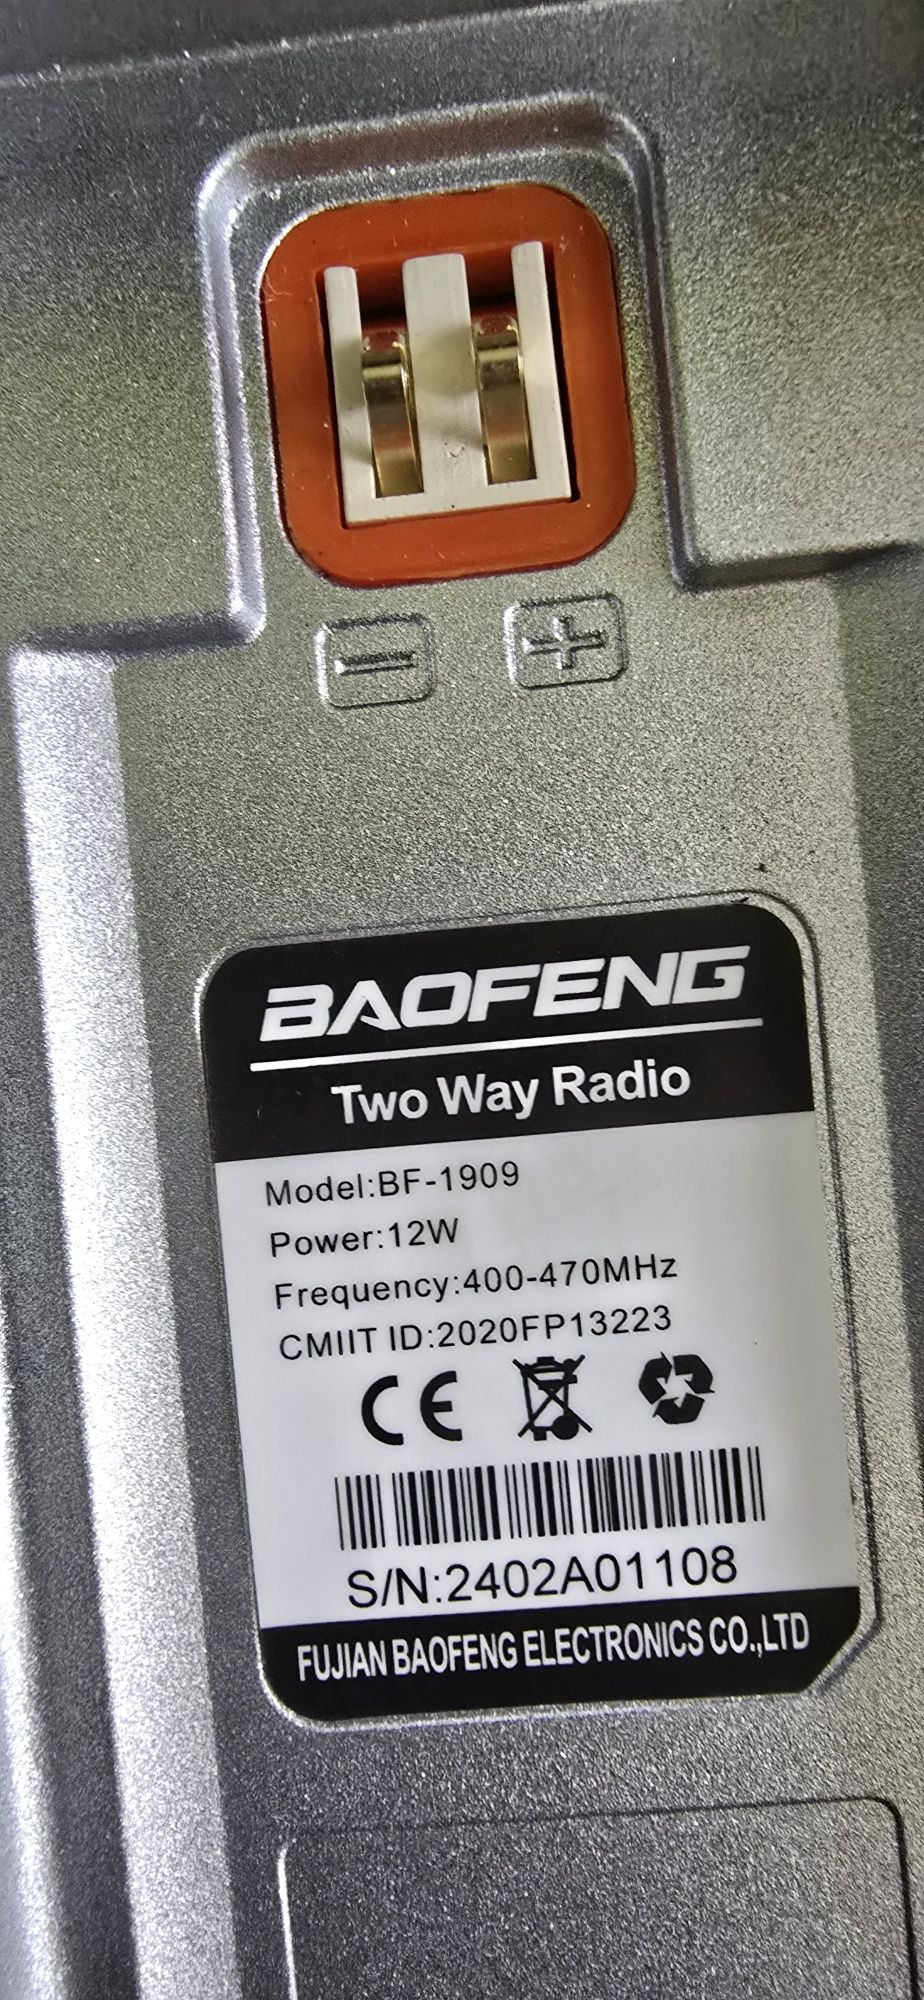 BAOFENG
Two Way Radio
Model:BF-1909
Power:12W
Frequency:400-470MHz
CMIIT ID:2020FP13223
CE
S/N:2402A01108
FUJIAN BAOFENG ELECTRONICS CO.,LTD